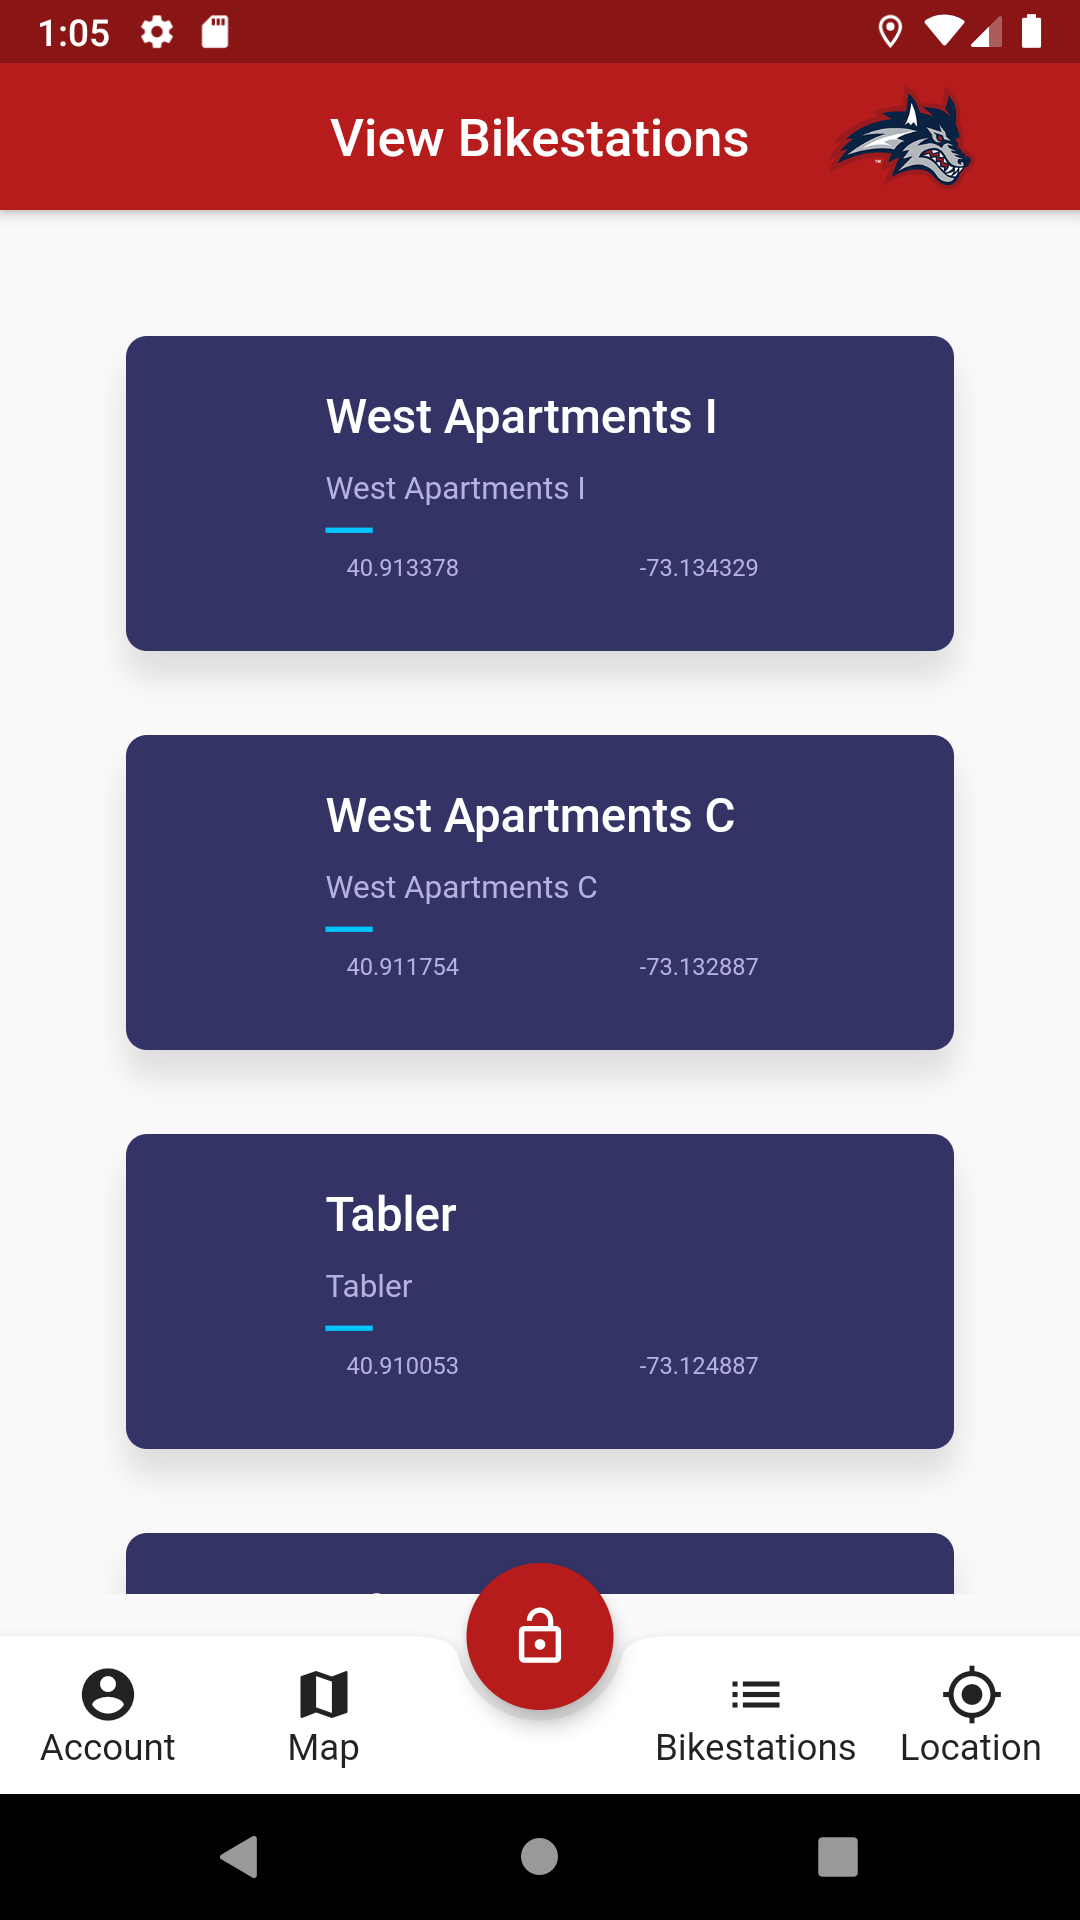 1:05
View Bikestations
™
West Apartments I
West Apartments I
40.913378 -73.134329
West Apartments C
West Apartments C
40.911754 -73.132887
Tabler
Tabler
40.910053 -73.124887
Account Map Bikestations Location